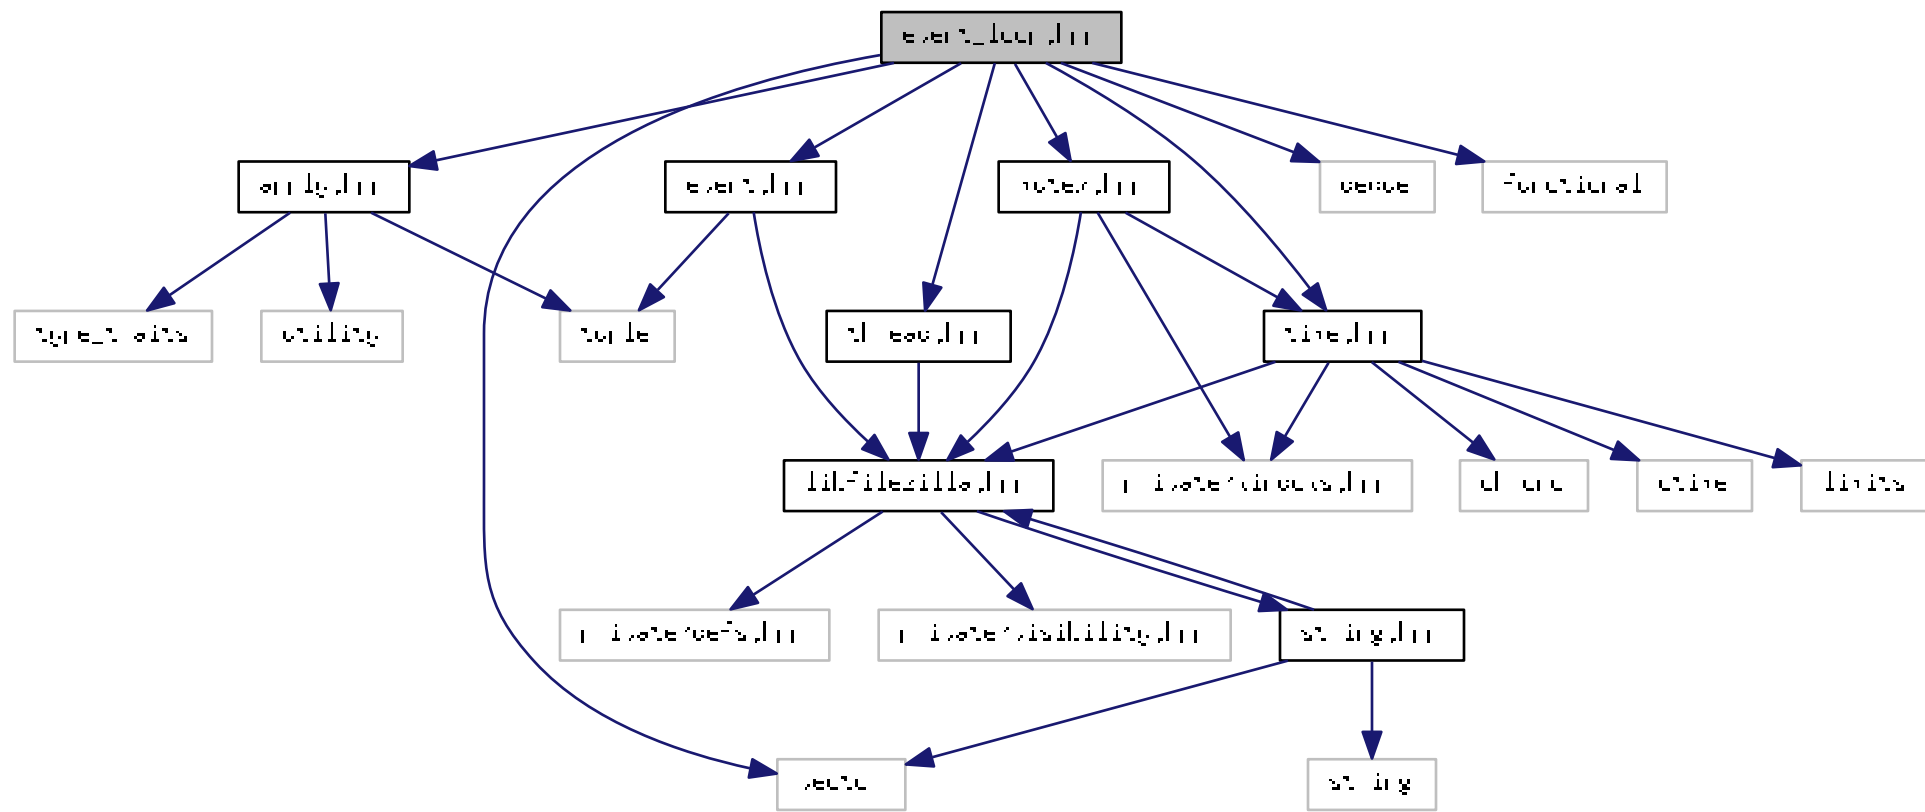 event_loop.hpp
apply.hpp
event.hpp
mutex.hpp
deque
functional
type_traits
utility
tuple
thread.hpp
time.hpp
libfilezilla.hpp
private/windows.hpp
chrono
ctime
limits
private/defs.hpp
private/visibility.hpp
string.hpp
vector
string